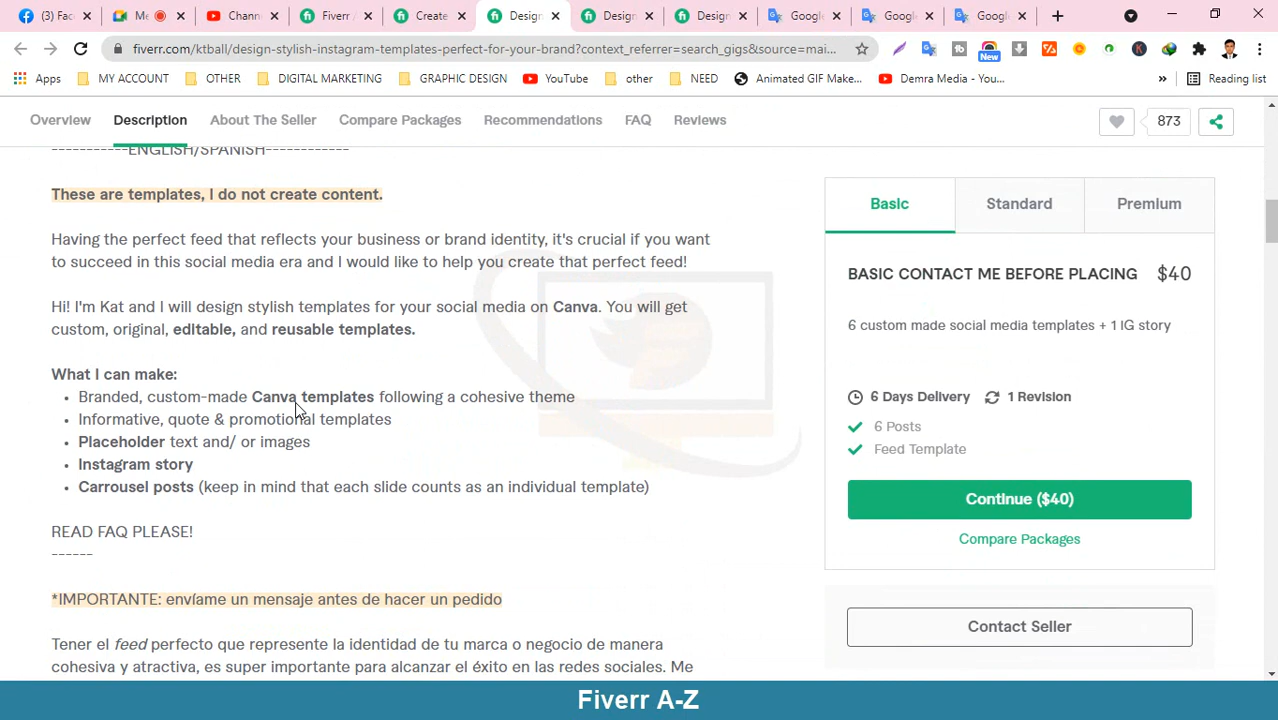 (3) Fac
Me
Chann
Fiverr /
Create
Design
Design
Design
Google
Google
Google
fiverr.com/ktball/design-stylish-instagram-templates-perfect-for-your-brand?context_referrer=search_gigs&source=mai...
New
Apps
MY ACCOUNT
OTHER
DIGITAL MARKETING
GRAPHIC DESIGN
YouTube
other
NEED
Animated GIF Make...
Demra Media - You...
»
Reading list
Overview
Description
About The Seller
Compare Packages
Recommendations
FAQ
Reviews
873
-----------ENGLISH/SPANISH------------
These are templates, I do not create content.
Having the perfect feed that reflects your business or brand identity, it's crucial if you want
to succeed in this social media era and I would like to help you create that perfect feed!
Hi! I'm Kat and I will design stylish templates for your social media on Canva. You will get
custom, original, editable, and reusable templates.
What I can make:
• Branded, custom-made Canva templates following a cohesive theme
• Informative, quote & promotional templates
• Placeholder text and/ or images
• Instagram story
• Carrousel posts (keep in mind that each slide counts as an individual template)
READ FAQ PLEASE!
------
*IMPORTANTE: envíame un mensaje antes de hacer un pedido
Tener el feed perfecto que represente la identidad de tu marca o negocio de manera
cohesiva y atractiva, es super importante para alcanzar el éxito en las redes sociales. Me
Basic
Standard
Premium
BASIC CONTACT ME BEFORE PLACING $40
6 custom made social media templates + 1 IG story
6 Days Delivery
1 Revision
6 Posts
Feed Template
Continue ($40)
Compare Packages
Contact Seller
Fiverr A-Z